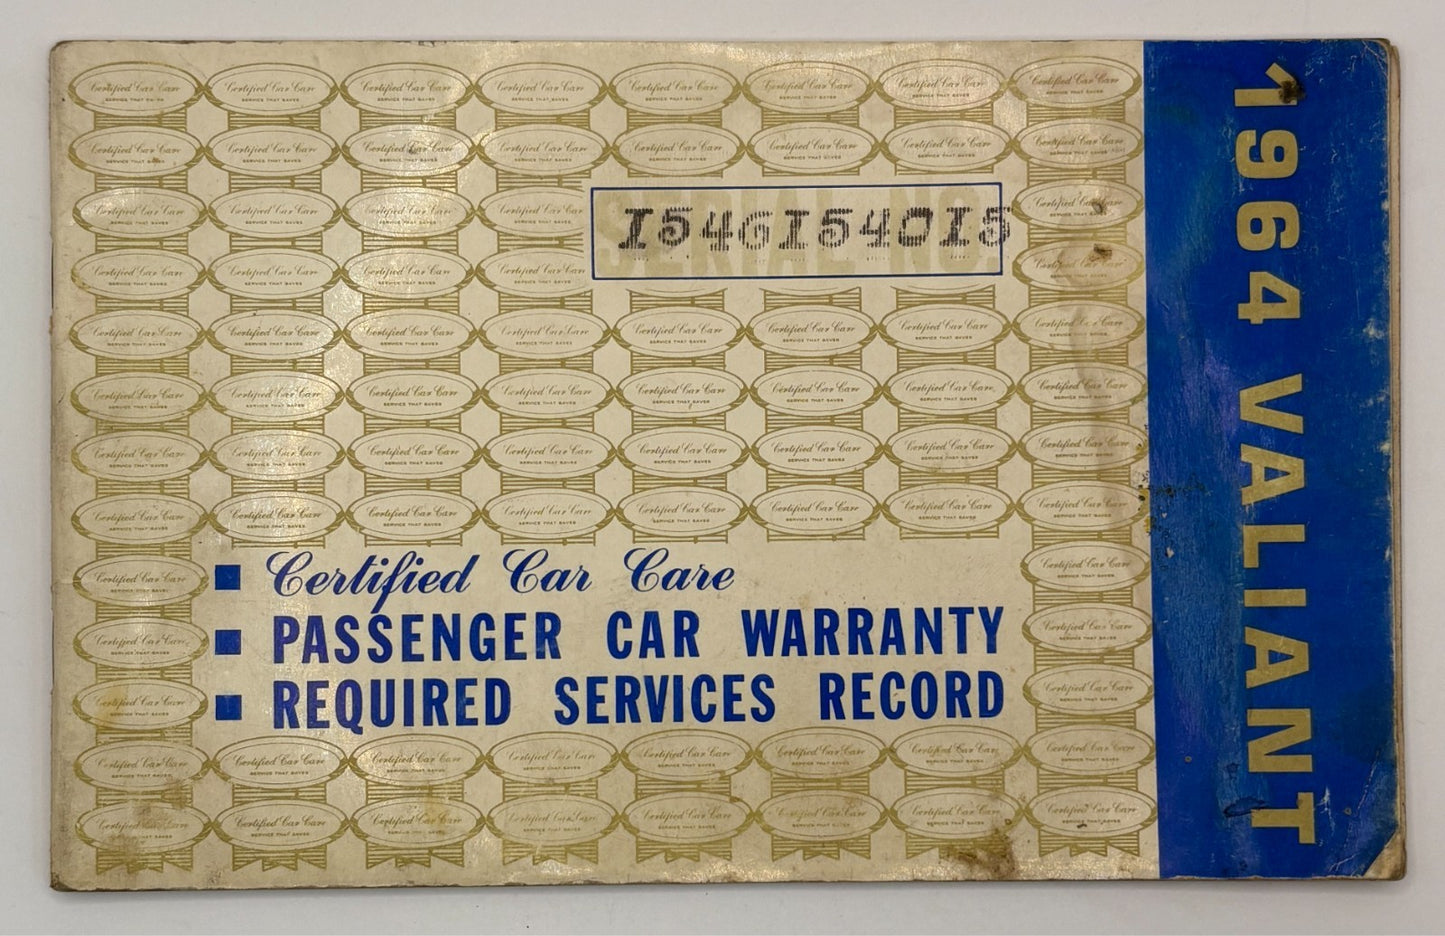 Certified Car Care
SERVICE THAT SAVES
SERIAL NO.
1546154015
Certified Car Care
PASSENGER CAR WARRANTY
REQUIRED SERVICES RECORD
1964 VALIANT